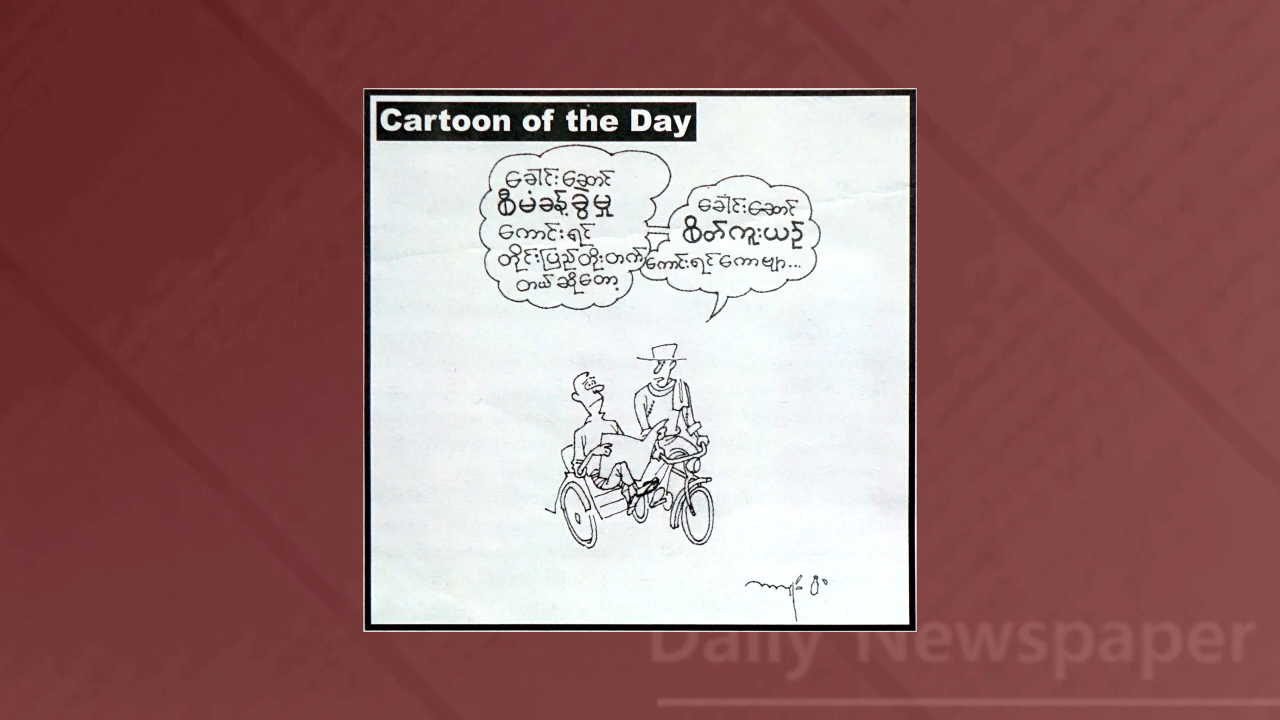 Cartoon of the Day
ခေါင်းဆောင်
စီမံခန့်ခွဲမှု
ကောင်းရင်
တိုင်းပြည်တိုးတက်
တယ်ဆိုတော့
ခေါင်းဆောင်
စိတ်ကူးယဉ်
ကောင်းရင်ကောဗျာ...
Daily Newspaper